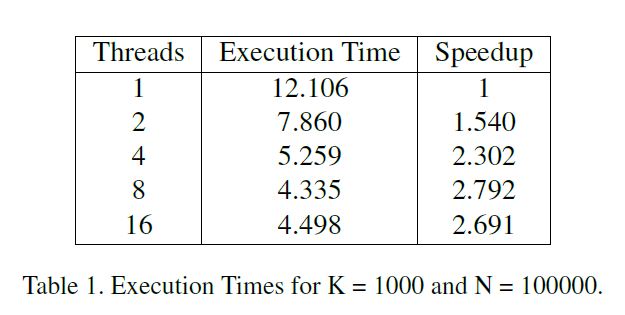 Threads Execution Time Speedup
1 12.106 1
2 7.860 1.540
4 5.259 2.302
8 4.335 2.792
16 4.498 2.691
Table 1. Execution Times for K = 1000 and N = 100000.